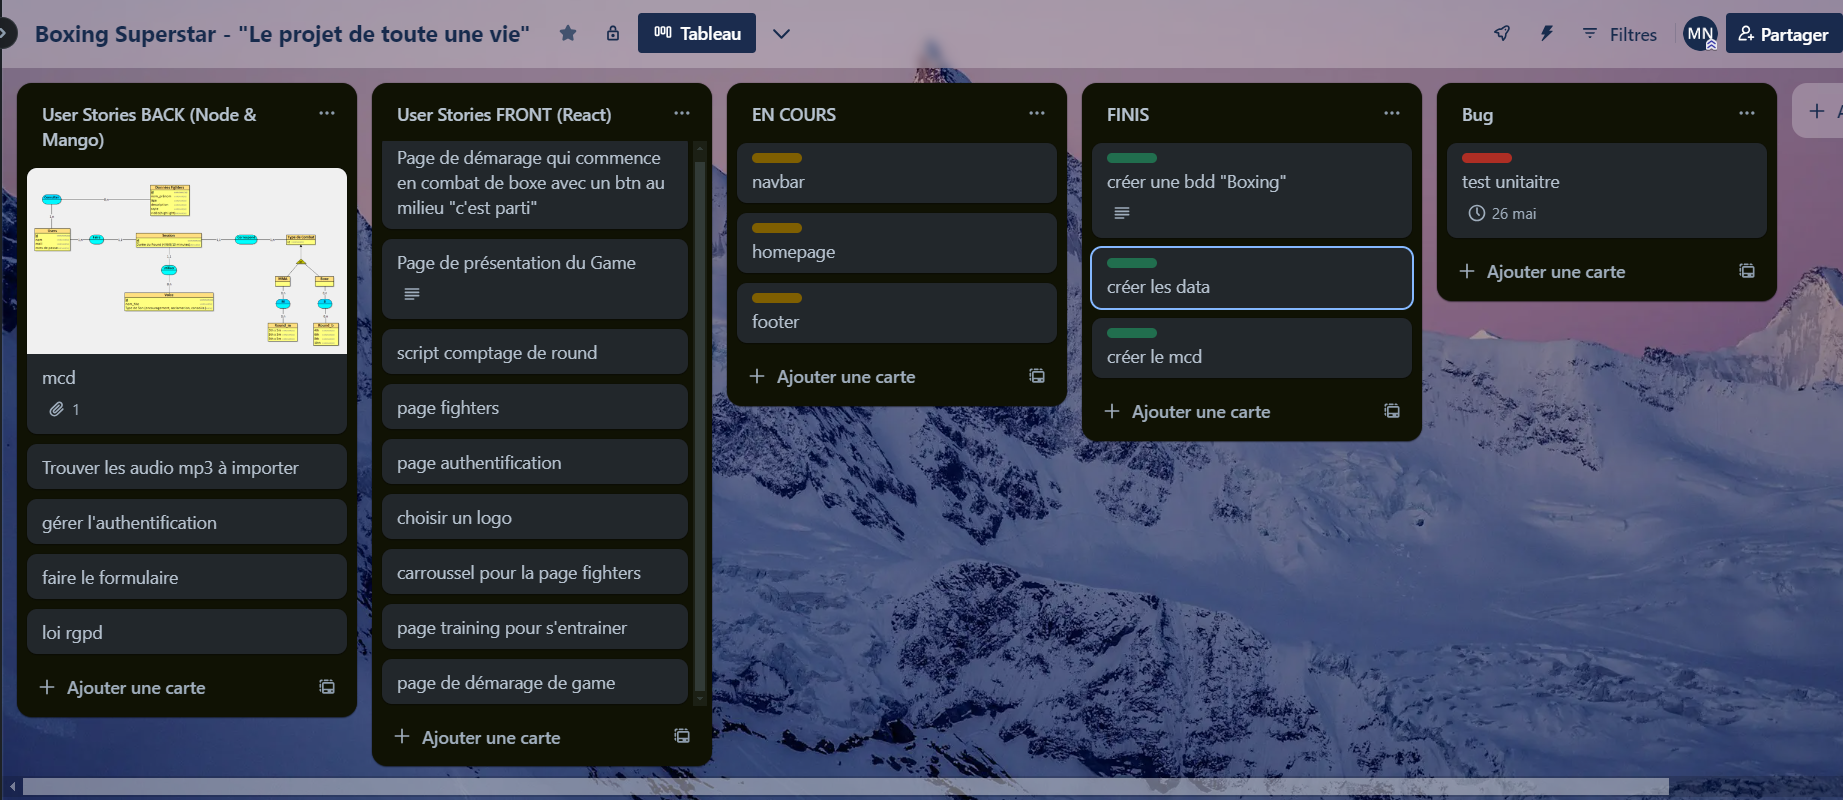 Boxing Superstar - "Le projet de toute une vie"
Tableau
Filtres
MN
Partager
User Stories BACK (Node &
Mango)
mcd
1
Trouver les audio mp3 à importer
gérer l'authentification
faire le formulaire
loi rgpd
Ajouter une carte
User Stories FRONT (React)
Page de démarage qui commence
en combat de boxe avec un btn au
milieu "c'est parti"
Page de présentation du Game
script comptage de round
page fighters
page authentification
choisir un logo
carroussel pour la page fighters
page training pour s'entrainer
page de démarage de game
Ajouter une carte
EN COURS
navbar
homepage
footer
Ajouter une carte
FINIS
créer une bdd "Boxing"
créer les data
créer le mcd
Ajouter une carte
Bug
test unitaitre
26 mai
Ajouter une carte